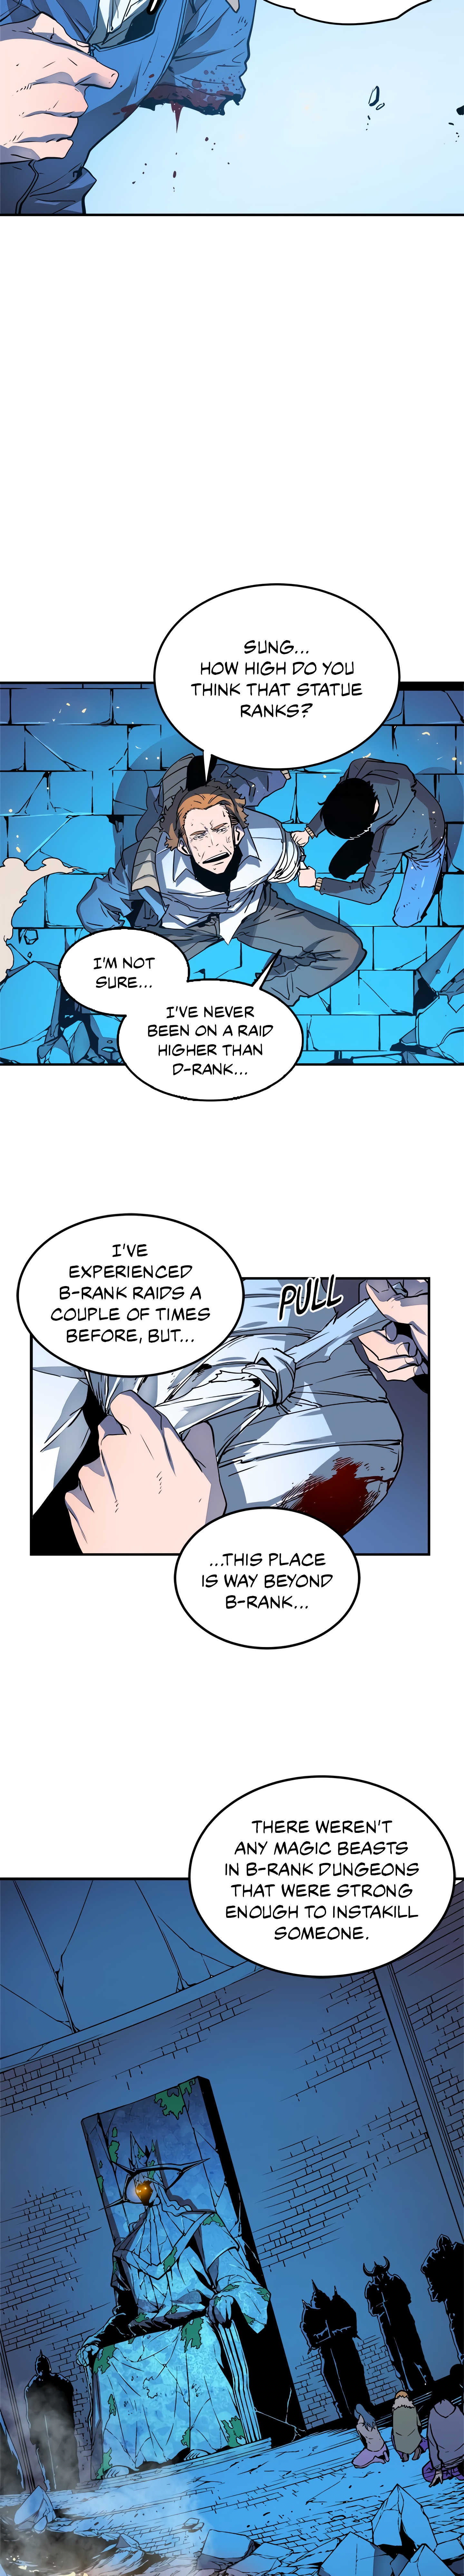 SUNG...
HOW HIGH DO YOU
THINK THAT STATUE
RANKS?
I'M NOT
SURE...
I'VE NEVER
BEEN ON A RAID
HIGHER THAN
D-RANK...
I'VE
EXPERIENCED
B-RANK RAIDS A
COUPLE OF TIMES
BEFORE, BUT...
PULL
...THIS PLACE
IS WAY BEYOND
B-RANK...
THERE WEREN'T
ANY MAGIC BEASTS
IN B-RANK DUNGEONS
THAT WERE STRONG
ENOUGH TO INSTAKILL
SOMEONE.